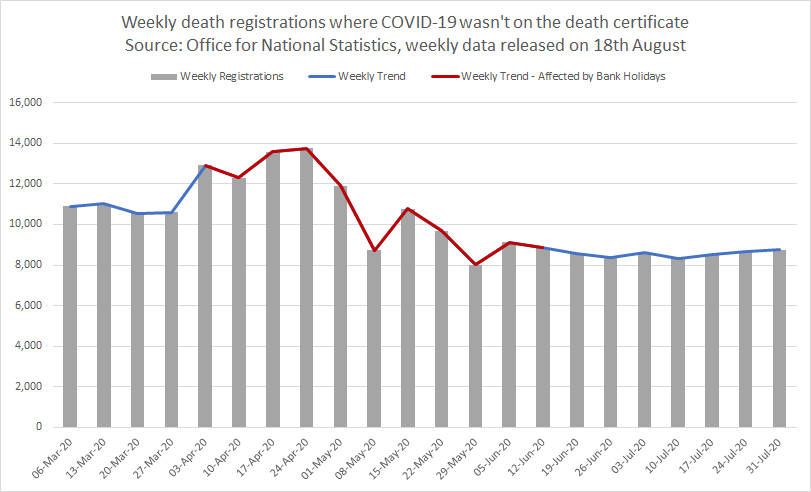 Weekly death registrations where COVID-19 wasn't on the death certificate
Source: Office for National Statistics, weekly data released on 18th August
Weekly Registrations Weekly Trend Weekly Trend - Affected by Bank Holidays
16,000
14,000
12,000
10,000
8,000
6,000
4,000
2,000
0
06-Mar-20
13-Mar-20
20-Mar-20
27-Mar-20
03-Apr-20
10-Apr-20
17-Apr-20
24-Apr-20
01-May-20
08-May-20
15-May-20
22-May-20
29-May-20
05-Jun-20
12-Jun-20
19-Jun-20
26-Jun-20
03-Jul-20
10-Jul-20
17-Jul-20
24-Jul-20
31-Jul-20